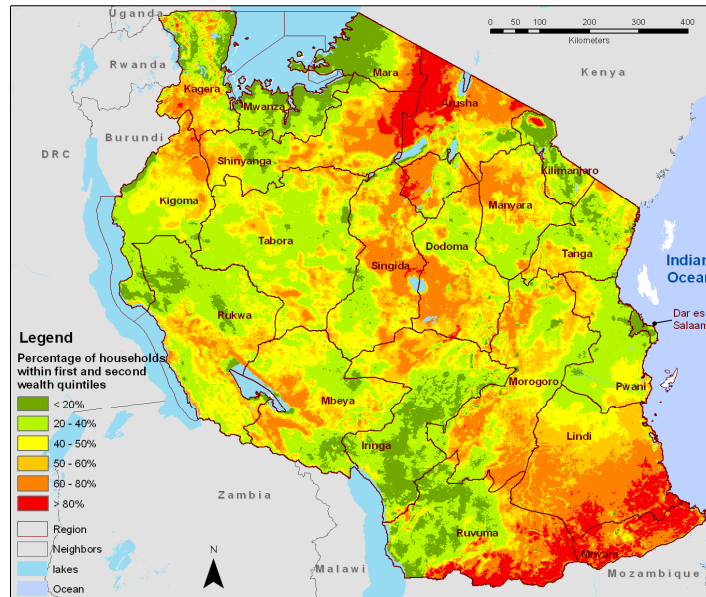 Uganda
0 50 100 200 300 400
Kilometers
Rwanda
Mara
Kenya
Kagera
Arusha
Mwanza
Burundi
DRC
Shinyanga
Kilimanjaro
Kigoma
Manyara
Tabora
Dodoma
Tanga
Singida
Indian
Ocean
Rukwa
Dar es
Salaam
Legend
Percentage of households
within first and second
wealth quintiles
Morogoro
Pwani
Mbeya
< 20%
20 - 40%
40 - 50%
50 - 60%
60 - 80%
> 80%
Lindi
Iringa
Zambia
Region
Neighbors
lakes
Ocean
N
Ruvuma
Mtwara
Malawi
Mozambique